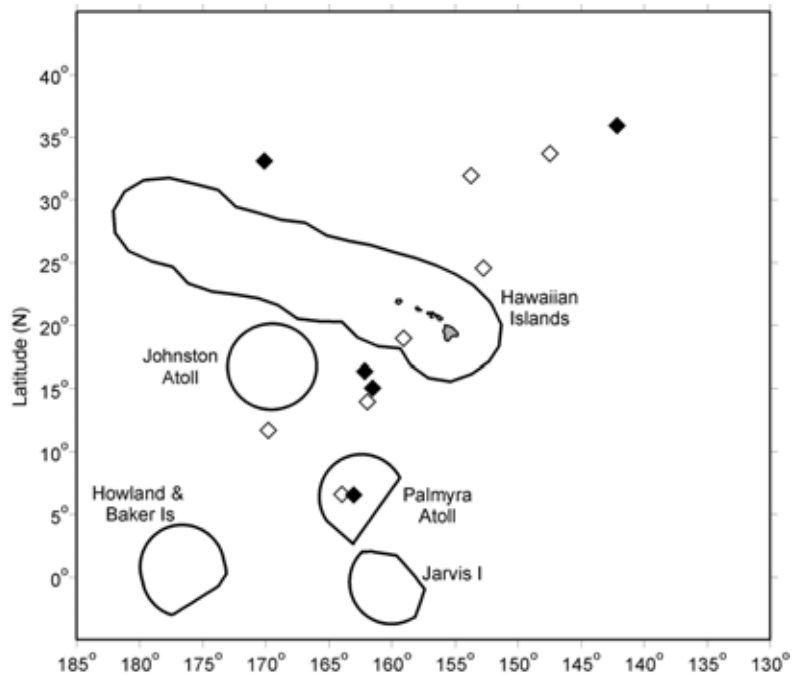 40°
35°
30°
25°
20°
15°
10°
5°
0°
Latitude (N)
Hawaiian
Islands
Johnston
Atoll
Howland &
Baker Is
Palmyra
Atoll
Jarvis I
185° 180° 170° 165° 160° 155° 150° 145° 140° 135° 130°